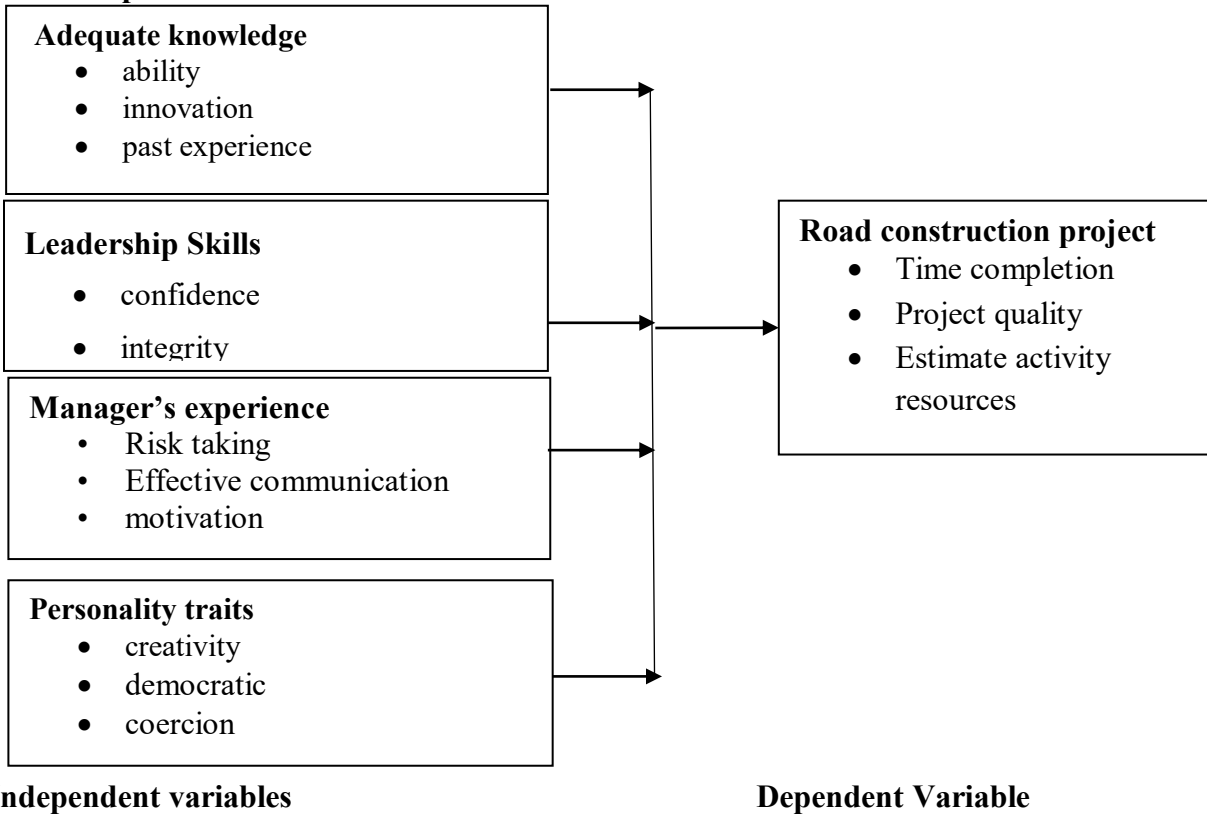 Adequate knowledge
• ability
• innovation
• past experience
Leadership Skills
• confidence
• integrity
Manager's experience
• Risk taking
• Effective communication
• motivation
Personality traits
• creativity
• democratic
• coercion
Road construction project
• Time completion
• Project quality
• Estimate activity
resources
ndependent variables
Dependent Variable